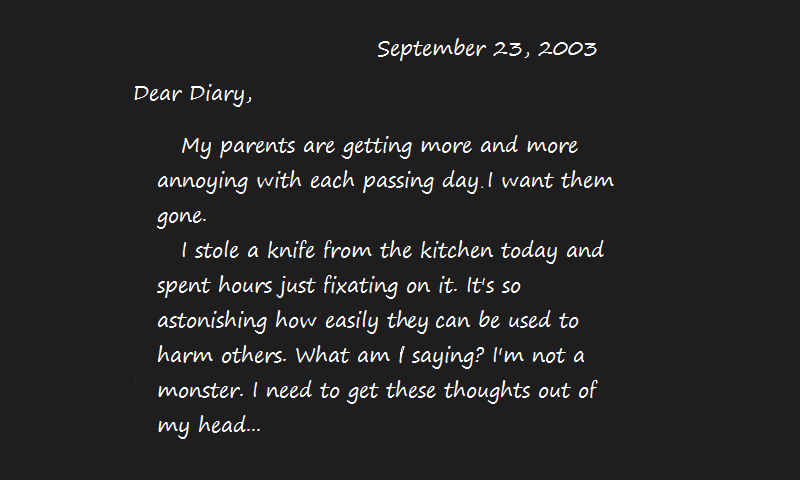 September 23, 2003
Dear Diary,
My parents are getting more and more
annoying with each passing day.I want them
gone.
I stole a knife from the kitchen today and
spent hours just fixating on it. It's so
astonishing how easily they can be used to
harm others. What am I saying? I'm not a
monster. I need to get these thoughts out of
my head...